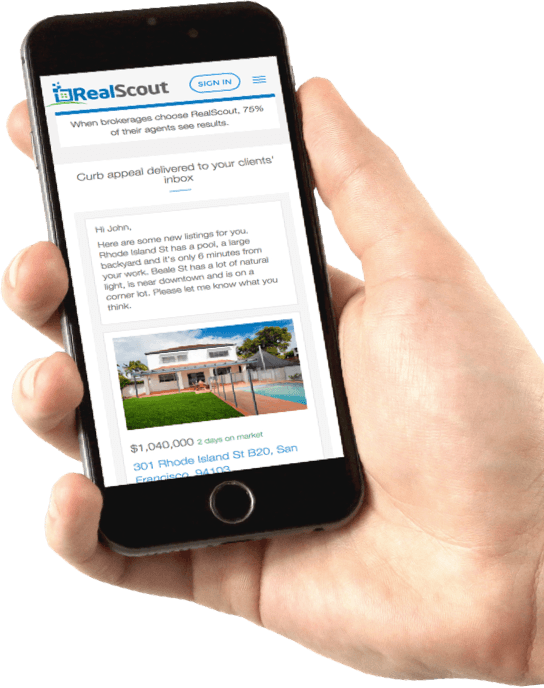 RealScout
SIGN IN
When brokerages choose RealScout, 75%
of their agents see results.
Curb appeal delivered to your clients'
inbox
Hi John,
Here are some new listings for you.
Rhode Island St has a pool, a large
backyard and it's only 6 minutes from
your work. Beale St has a lot of natural
light, is near downtown and is on a
corner lot. Please let me know what you
think.
$1,040,000 2 days on market
301 Rhode Island St B20, San
Francisco, 94103